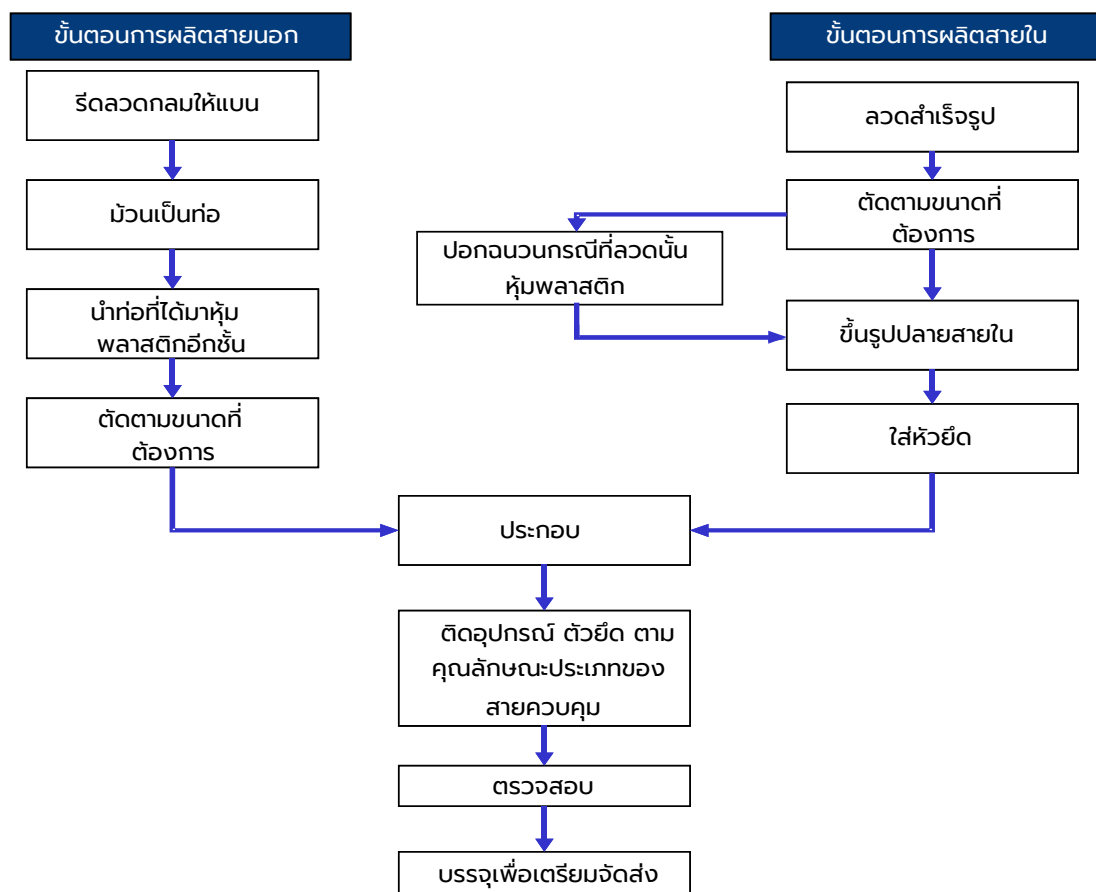 ขั้นตอนการผลิตสายนอก
รีดลวดกลมให้แบน
ม้วนเป็นท่อ
นำท่อที่ได้มาหุ้ม
พลาสติกอีกชั้น
ตัดตามขนาดที่
ต้องการ
ขั้นตอนการผลิตสายใน
ลวดสำเร็จรูป
ตัดตามขนาดที่
ต้องการ
ปอกฉนวนกรณีที่ลวดนั้น
หุ้มพลาสติก
ขึ้นรูปปลายสายใน
ใส่หัวยึด
ประกอบ
ติดอุปกรณ์ ตัวยึด ตาม
คุณลักษณะประเภทของ
สายควบคุม
ตรวจสอบ
บรรจุเพื่อเตรียมจัดส่ง